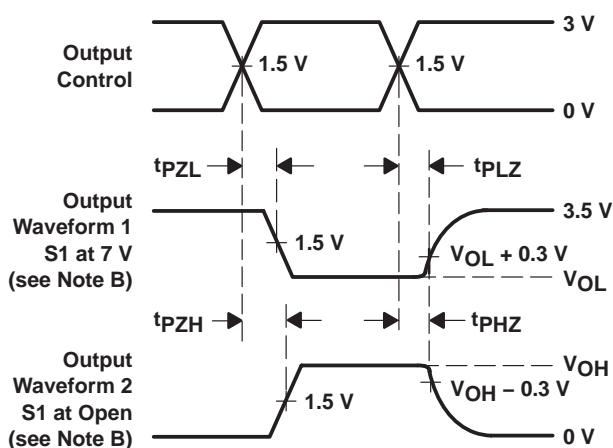 3 V
Output
Control
1.5 V
1.5 V
0 V
tPZL
tPLZ
Output
Waveform 1
S1 at 7 V
(see Note B)
3.5 V
1.5 V
VOL + 0.3 V
VOL
tPZH
tPHZ
Output
Waveform 2
S1 at Open
(see Note B)
VOH
VOH – 0.3 V
1.5 V
0 V